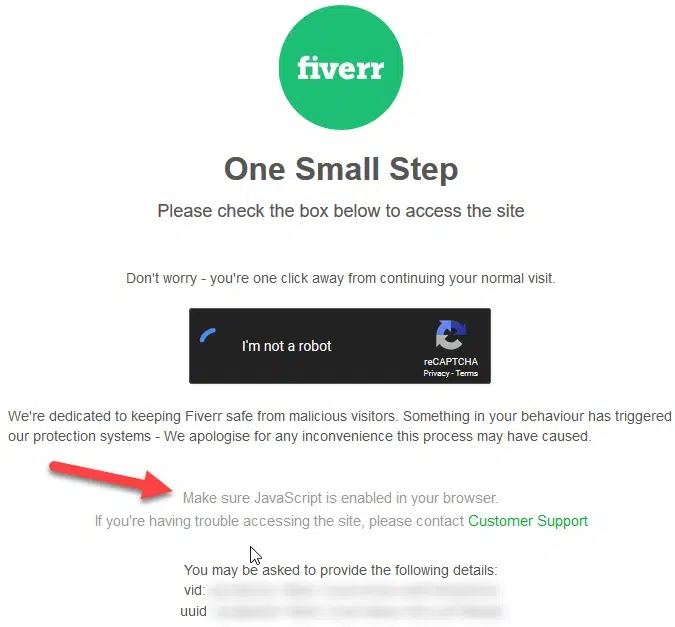 fiverr
One Small Step
Please check the box below to access the site
Don't worry - you're one click away from continuing your normal visit.
I'm not a robot
reCAPTCHA
Privacy - Terms
We're dedicated to keeping Fiverr safe from malicious visitors. Something in your behaviour has triggered
our protection systems - We apologise for any inconvenience this process may have caused.
Make sure JavaScript is enabled in your browser.
If you're having trouble accessing the site, please contact Customer Support
You may be asked to provide the following details:
vid:
uuid